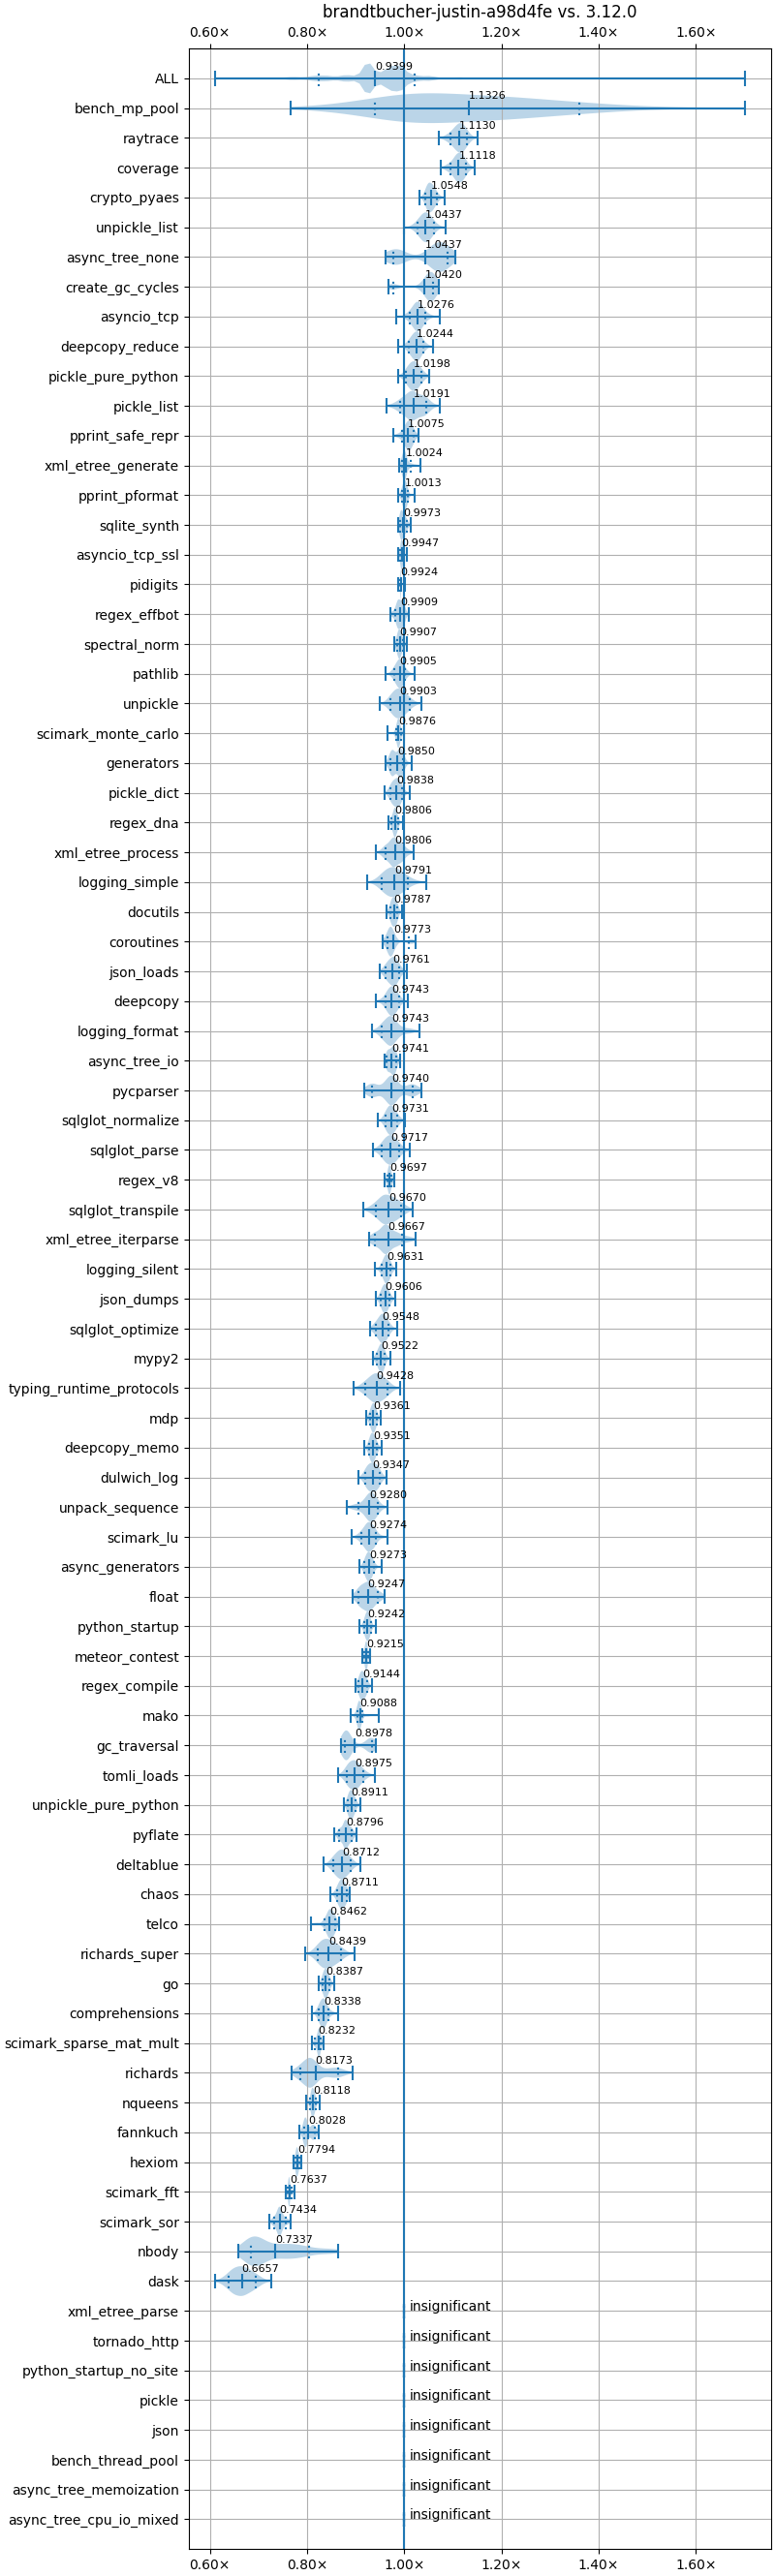 brandtbucher-justin-a98d4fe vs. 3.12.0
0.60× 0.80× 1.00× 1.20× 1.40× 1.60×
ALL 0.9399
bench_mp_pool 1.1326
raytrace 1.1130
coverage 1.1118
crypto_pyaes 1.0548
unpickle_list 1.0437
async_tree_none 1.0437
create_gc_cycles 1.0420
asyncio_tcp 1.0276
deepcopy_reduce 1.0244
pickle_pure_python 1.0198
pickle_list 1.0191
pprint_safe_repr 1.0075
xml_etree_generate 1.0024
pprint_pformat 1.0013
sqlite_synth 0.9973
asyncio_tcp_ssl 0.9947
pidigits 0.9924
regex_effbot 0.9909
spectral_norm 0.9907
pathlib 0.9905
unpickle 0.9903
scimark_monte_carlo 0.9876
generators 0.9850
pickle_dict 0.9838
regex_dna 0.9806
xml_etree_process 0.9806
logging_simple 0.9791
docutils 0.9787
coroutines 0.9773
json_loads 0.9761
deepcopy 0.9743
logging_format 0.9743
async_tree_io 0.9741
pycparser 0.9740
sqlglot_normalize 0.9731
sqlglot_parse 0.9717
regex_v8 0.9697
sqlglot_transpile 0.9670
xml_etree_iterparse 0.9667
logging_silent 0.9631
json_dumps 0.9606
sqlglot_optimize 0.9548
mypy2 0.9522
typing_runtime_protocols 0.9428
mdp 0.9361
deepcopy_memo 0.9351
dulwich_log 0.9347
unpack_sequence 0.9280
scimark_lu 0.9274
async_generators 0.9273
float 0.9247
python_startup 0.9242
meteor_contest 0.9215
regex_compile 0.9144
mako 0.9088
gc_traversal 0.8978
tomli_loads 0.8975
unpickle_pure_python 0.8911
pyflate 0.8796
deltablue 0.8712
chaos 0.8711
telco 0.8462
richards_super 0.8439
go 0.8387
comprehensions 0.8338
scimark_sparse_mat_mult 0.8232
richards 0.8173
nqueens 0.8118
fannkuch 0.8028
hexiom 0.7794
scimark_fft 0.7637
scimark_sor 0.7434
nbody 0.7337
dask 0.6657
xml_etree_parse insignificant
tornado_http insignificant
python_startup_no_site insignificant
pickle insignificant
json insignificant
bench_thread_pool insignificant
async_tree_memoization insignificant
async_tree_cpu_io_mixed insignificant
0.60× 0.80× 1.00× 1.20× 1.40× 1.60×